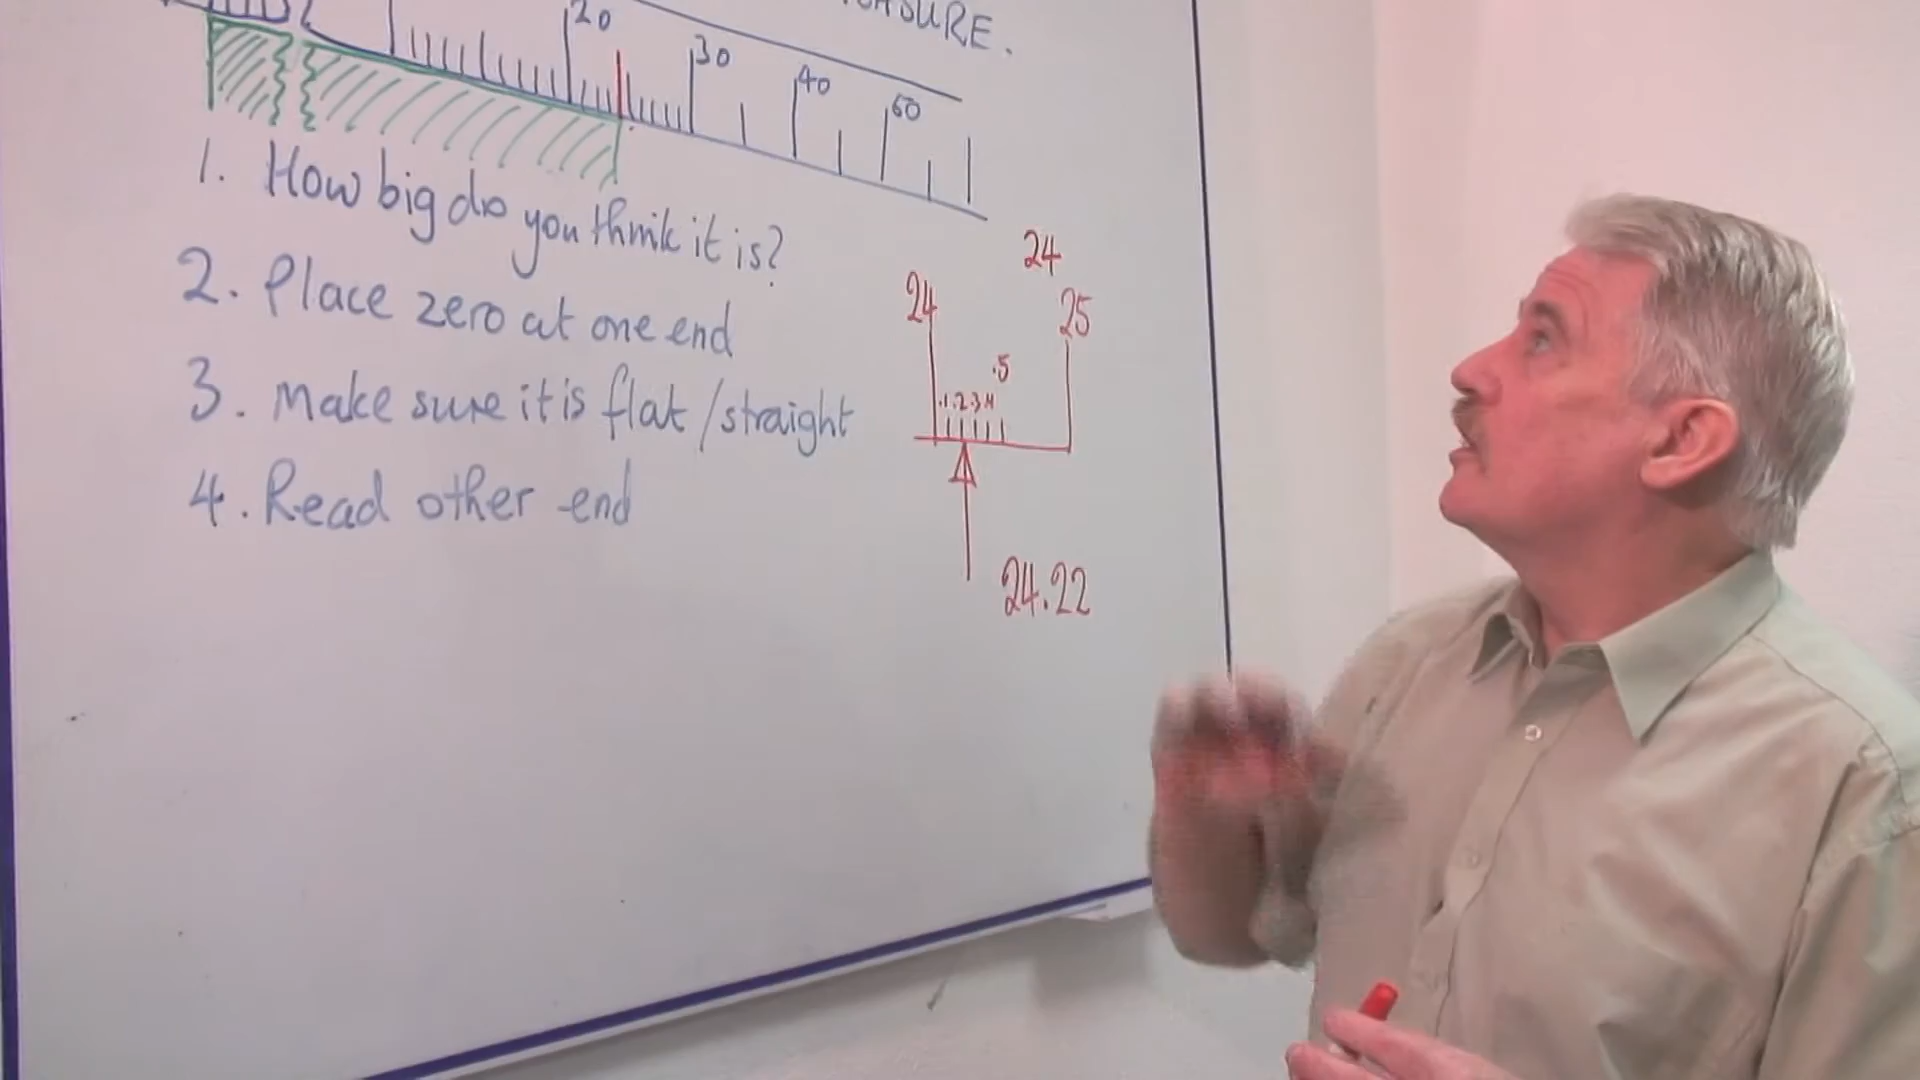 20
30
40
60
1. How big do you think it is?
2. Place zero at one end
3. Make sure it is flat/straight
4. Read other end
24
24
25
.5
.1.2.3.4
24.22